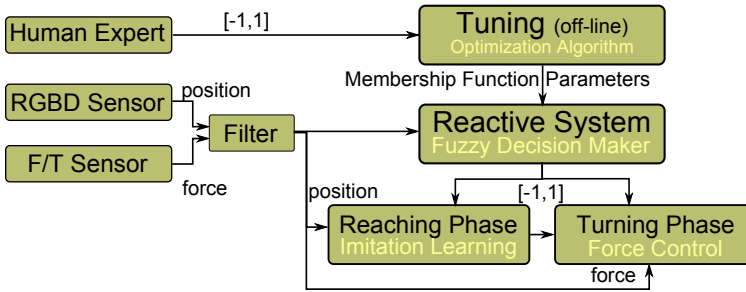 Human Expert
[-1,1]
Tuning (off-line)
Optimization Algorithm
Membership Function Parameters
RGBD Sensor
position
Filter
F/T Sensor
force
Reactive System
Fuzzy Decision Maker
position
[-1,1]
Reaching Phase
Imitation Learning
Turning Phase
Force Control
force